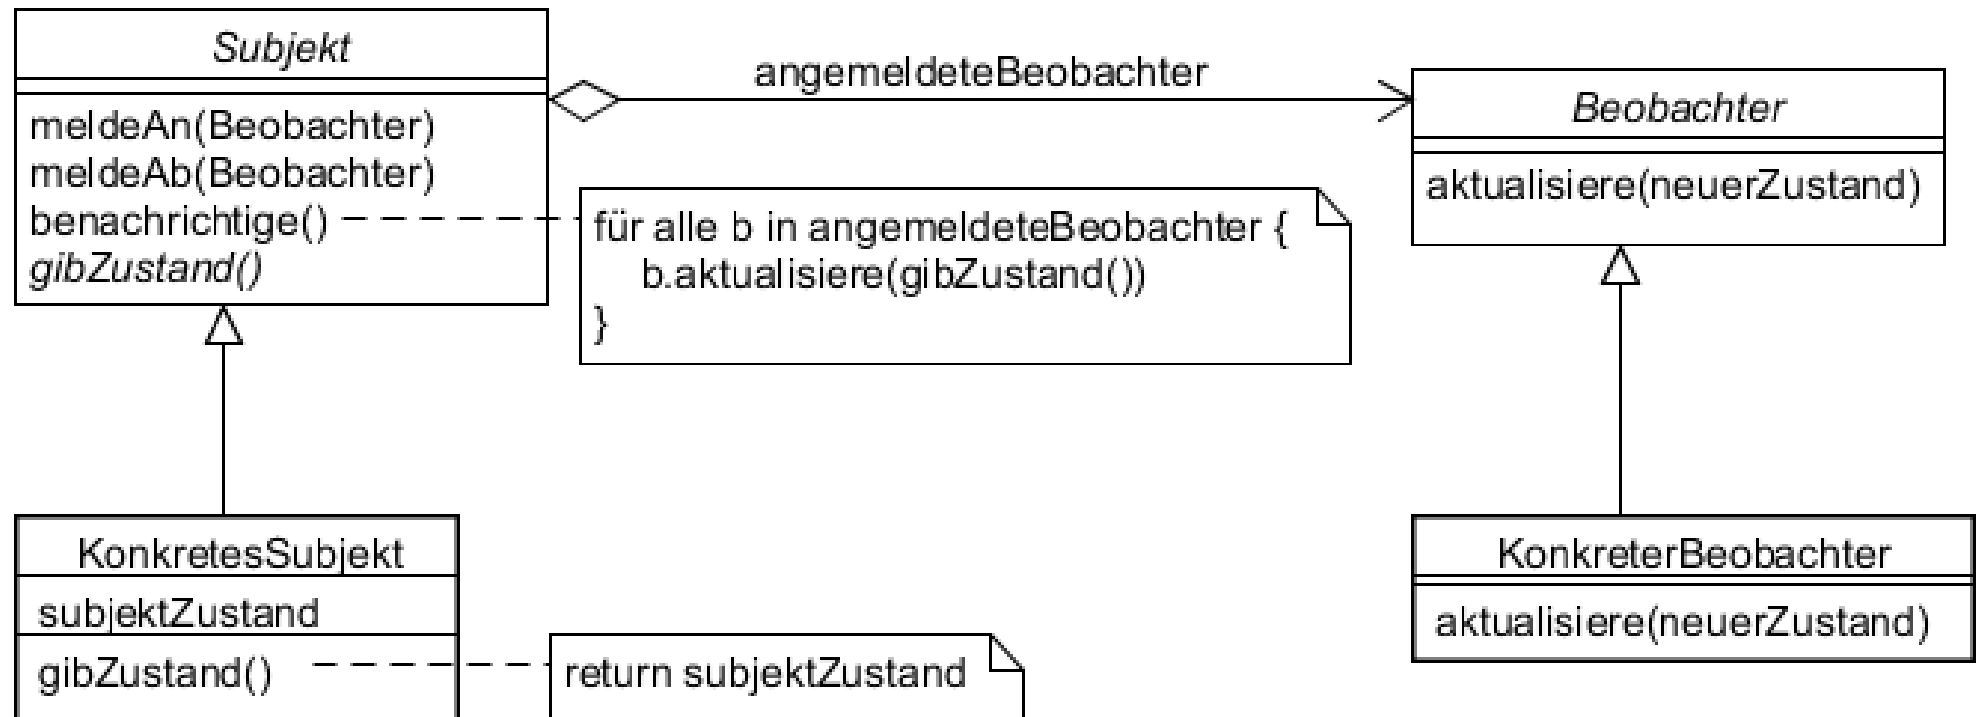 Subjekt
meldeAn(Beobachter)
meldeAb(Beobachter)
benachrichtige()
gibZustand()
angemeldeteBeobachter
Beobachter
aktualisiere(neuerZustand)
für alle b in angemeldeteBeobachter {
b.aktualisiere(gibZustand())
}
KonkretesSubjekt
subjektZustand
gibZustand()
return subjektZustand
KonkreterBeobachter
aktualisiere(neuerZustand)